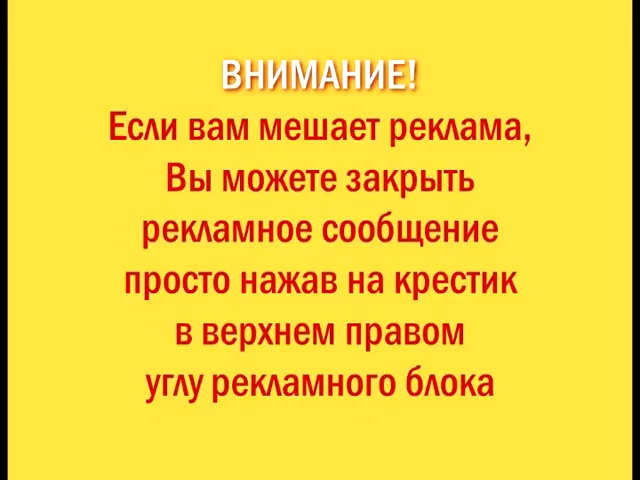 ВНИМАНИЕ!
Если вам мешает реклама,
Вы можете закрыть
рекламное сообщение
просто нажав на крестик
в верхнем правом
углу рекламного блока